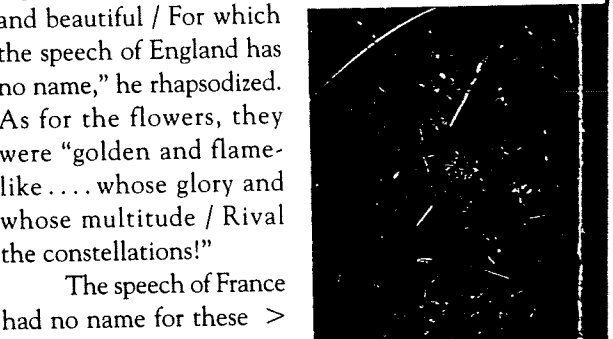 and beautiful / For which
the speech of England has
no name,” he rhapsodized.
As for the flowers, they
were “golden and flame-
like . . . . whose glory and
whose multitude / Rival
the constellations!”
The speech of France
had no name for these >